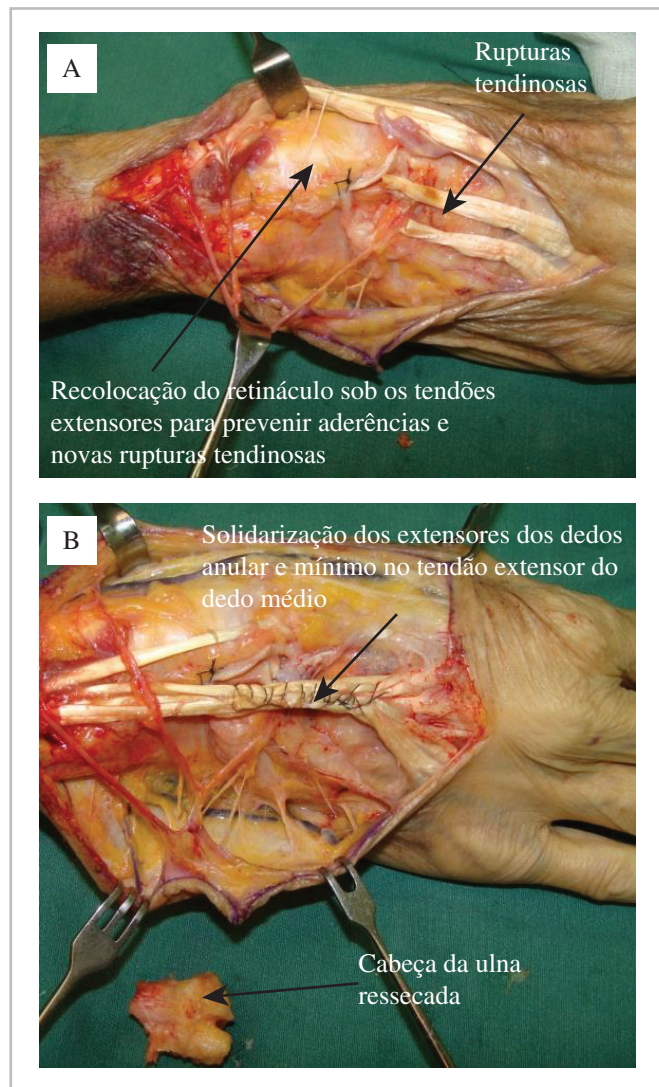 A
Rupturas
tendinosas
Recolocação do retináculo sob os tendões
extensores para prevenir aderências e
novas rupturas tendinosas
B
Solidarização dos extensores dos dedos
anular e mínimo no tendão extensor do
dedo médio
Cabeça da ulna
ressecada